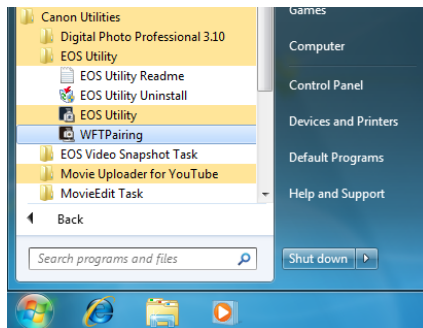 Canon Utilities
Digital Photo Professional 3.10
EOS Utility
EOS Utility Readme
EOS Utility Uninstall
EOS Utility
WFTPairing
EOS Video Snapshot Task
Movie Uploader for YouTube
MovieEdit Task
Back
Search programs and files
Games
Computer
Control Panel
Devices and Printers
Default Programs
Help and Support
Shut down